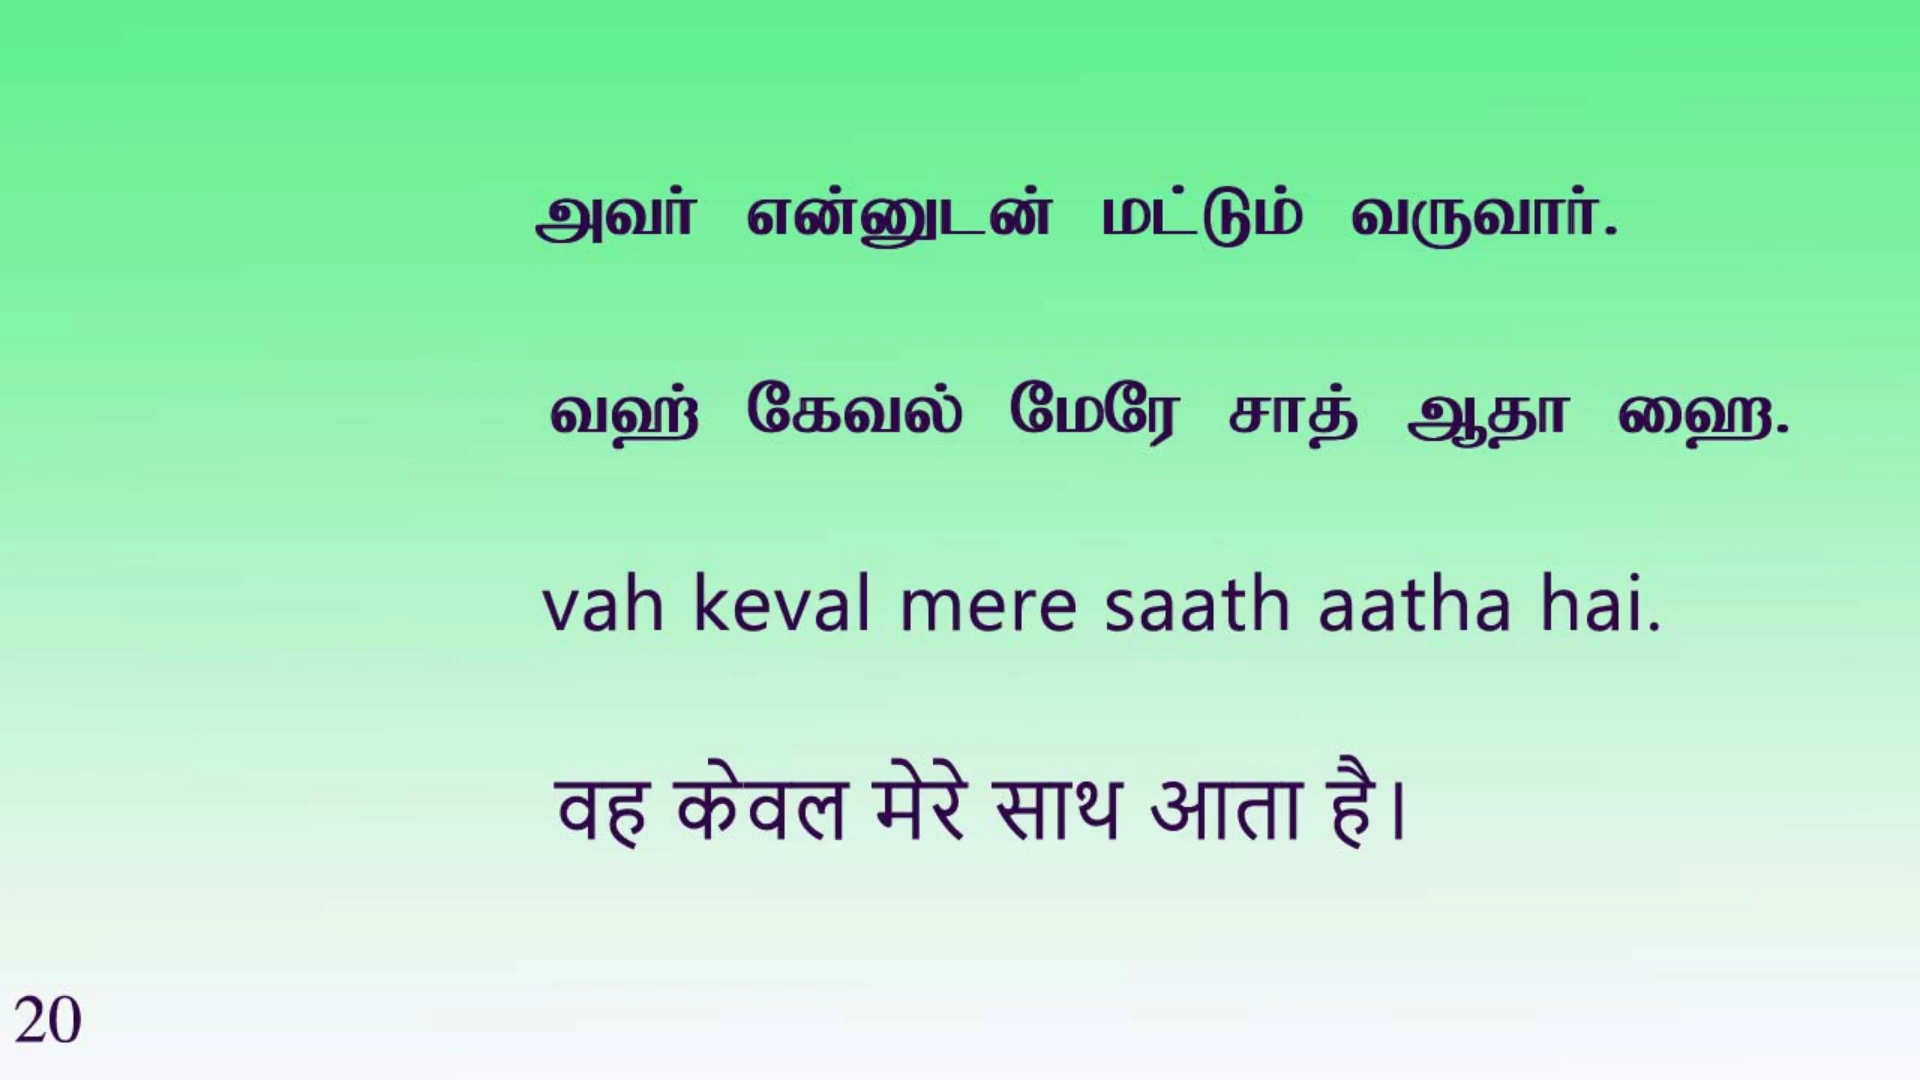 அவர் என்னுடன் மட்டும் வருவார்.
வஹ் கேவல் மேரே சாத் ஆதா ஹை.
vah keval mere saath aatha hai.
वह केवल मेरे साथ आता है।
20